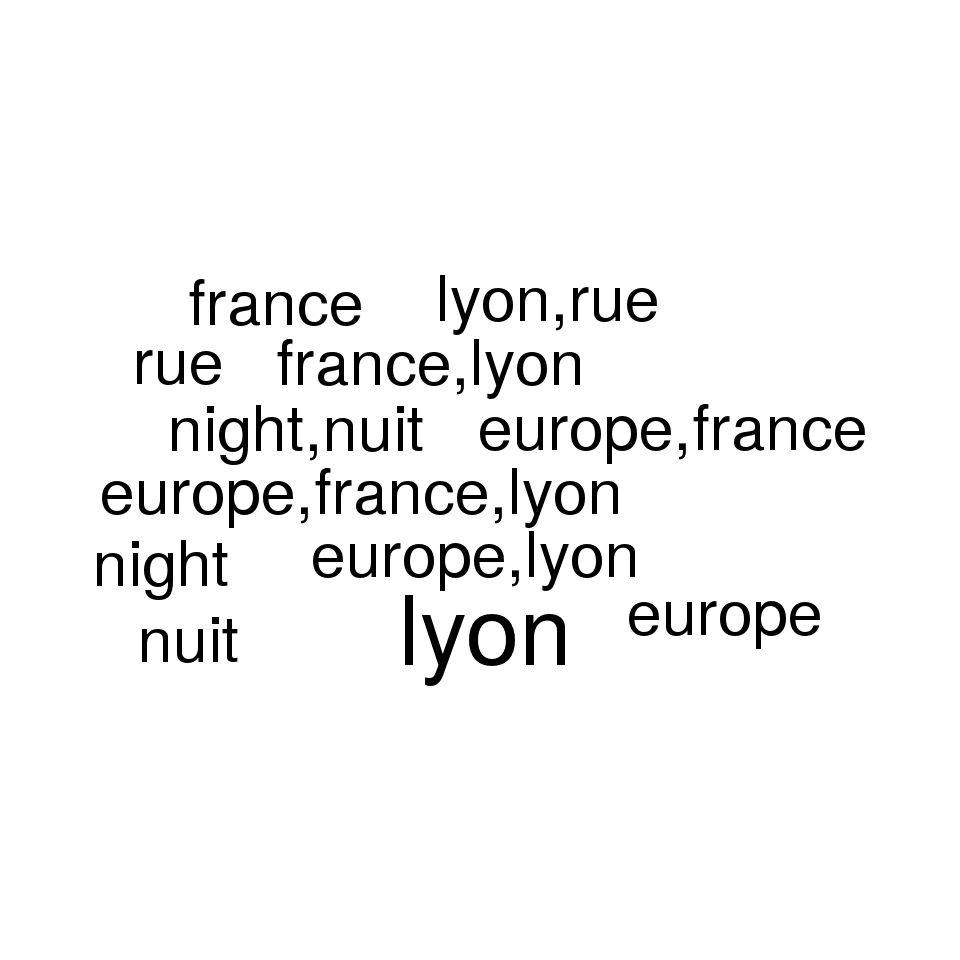 france lyon,rue
rue france,lyon
night,nuit europe,france
europe,france,lyon
night europe,lyon
nuit lyon europe